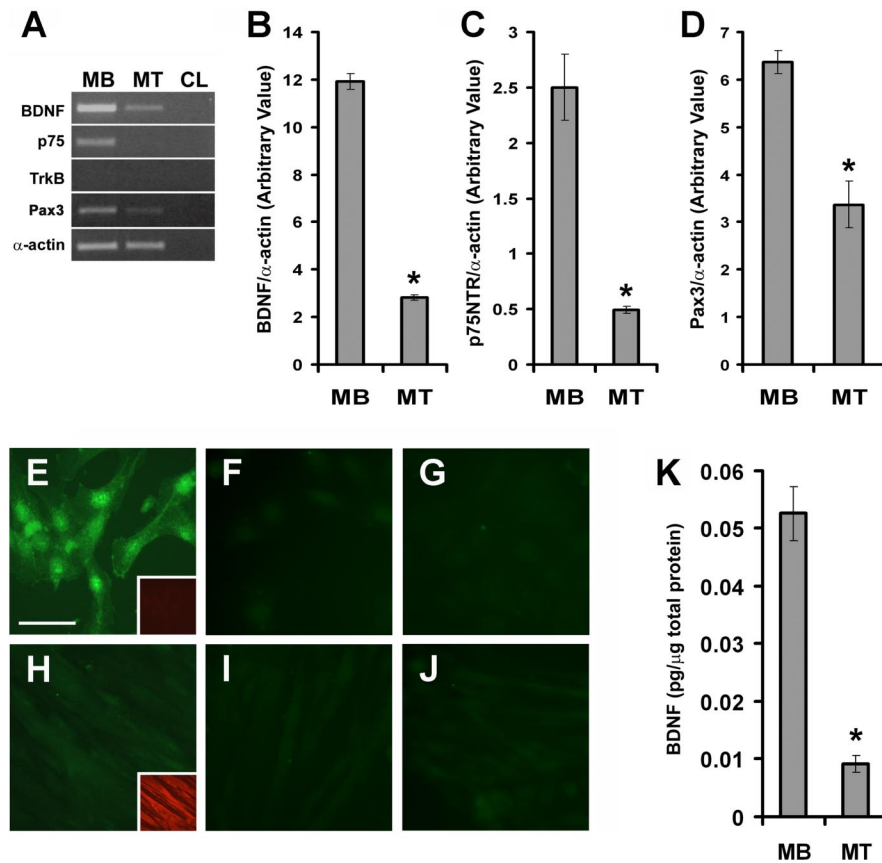 A
MB MT CL
BDNF
p75
TrkB
Pax3
α-actin
B
BDNF/α-actin (Arbitrary Value)
14
12
10
8
6
4
2
0
*
MB MT
C
p75NTR/α-actin (Arbitrary Value)
3
2.5
2
1.5
1
0.5
0
*
MB MT
D
Pax3/α-actin (Arbitrary Value)
7
6
5
4
3
2
1
0
*
MB MT
E
F
G
H
I
J
K
BDNF (pg/μg total protein)
0.06
0.05
0.04
0.03
0.02
0.01
0
*
MB MT